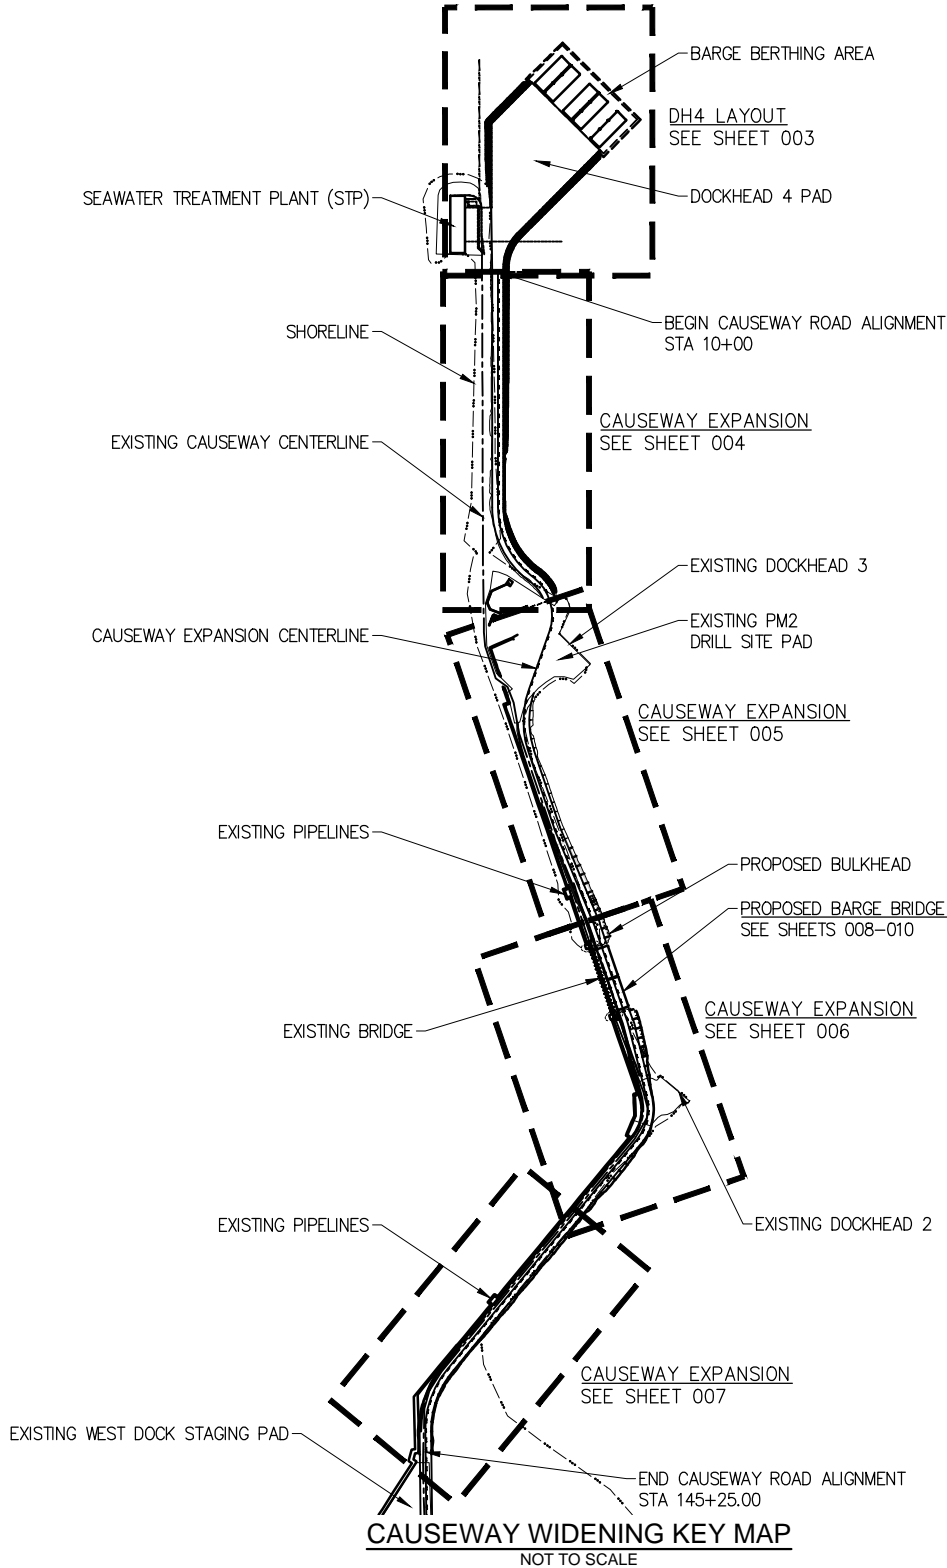 BARGE BERTHING AREA
DH4 LAYOUT
SEE SHEET 003
SEAWATER TREATMENT PLANT (STP)
DOCKHEAD 4 PAD
BEGIN CAUSEWAY ROAD ALIGNMENT
STA 10+00
SHORELINE
CAUSEWAY EXPANSION
SEE SHEET 004
EXISTING CAUSEWAY CENTERLINE
EXISTING DOCKHEAD 3
EXISTING PM2
DRILL SITE PAD
CAUSEWAY EXPANSION CENTERLINE
CAUSEWAY EXPANSION
SEE SHEET 005
EXISTING PIPELINES
PROPOSED BULKHEAD
PROPOSED BARGE BRIDGE
SEE SHEETS 008-010
CAUSEWAY EXPANSION
SEE SHEET 006
EXISTING BRIDGE
EXISTING PIPELINES
EXISTING DOCKHEAD 2
CAUSEWAY EXPANSION
SEE SHEET 007
EXISTING WEST DOCK STAGING PAD
END CAUSEWAY ROAD ALIGNMENT
STA 145+25.00
CAUSEWAY WIDENING KEY MAP
NOT TO SCALE